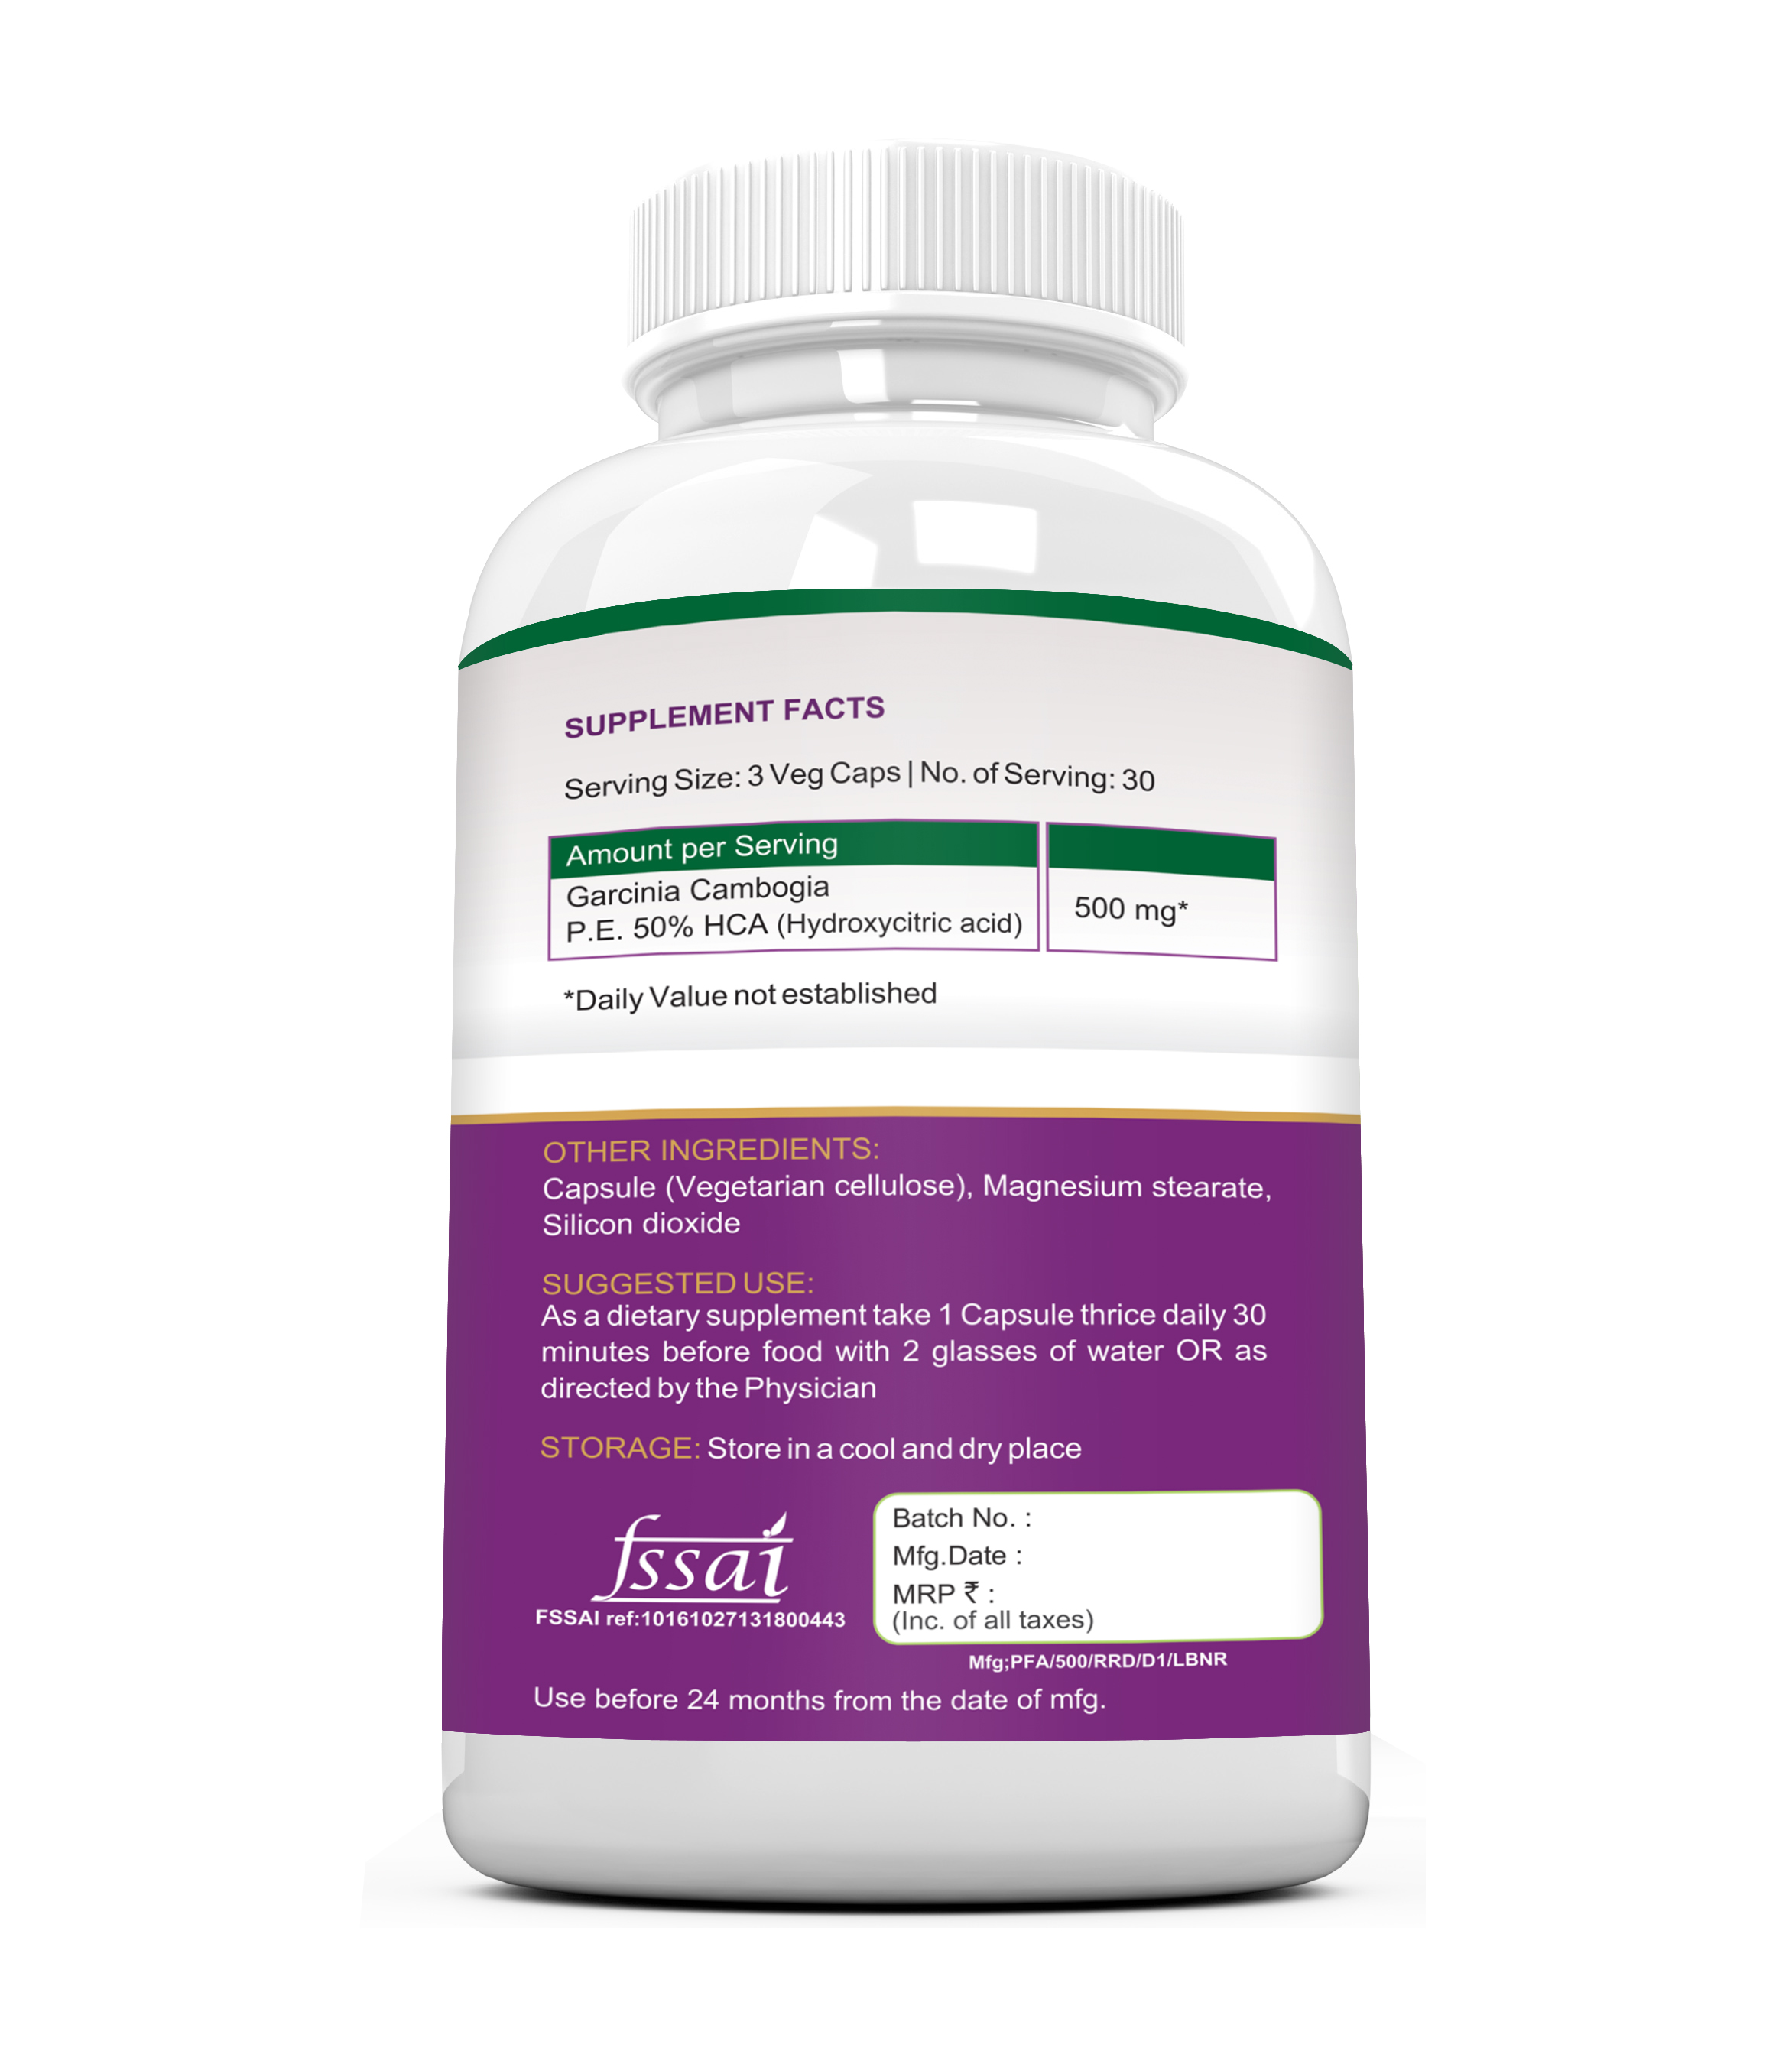 SUPPLEMENT FACTS
Serving Size: 3 Veg Caps | No. of Serving: 30
Amount per Serving
Garcinia Cambogia
P.E. 50% HCA (Hydroxycitric acid)
500 mg*
*Daily Value not established
OTHER INGREDIENTS:
Capsule (Vegetarian cellulose), Magnesium stearate,
Silicon dioxide
SUGGESTED USE:
As a dietary supplement take 1 Capsule thrice daily 30
minutes before food with 2 glasses of water OR as
directed by the Physician
STORAGE: Store in a cool and dry place
fssai
FSSAI ref:10161027131800443
Batch No. :
Mfg.Date :
MRP ₹ :
(Inc. of all taxes)
Mfg;PFA/500/RRD/D1/LBNR
Use before 24 months from the date of mfg.